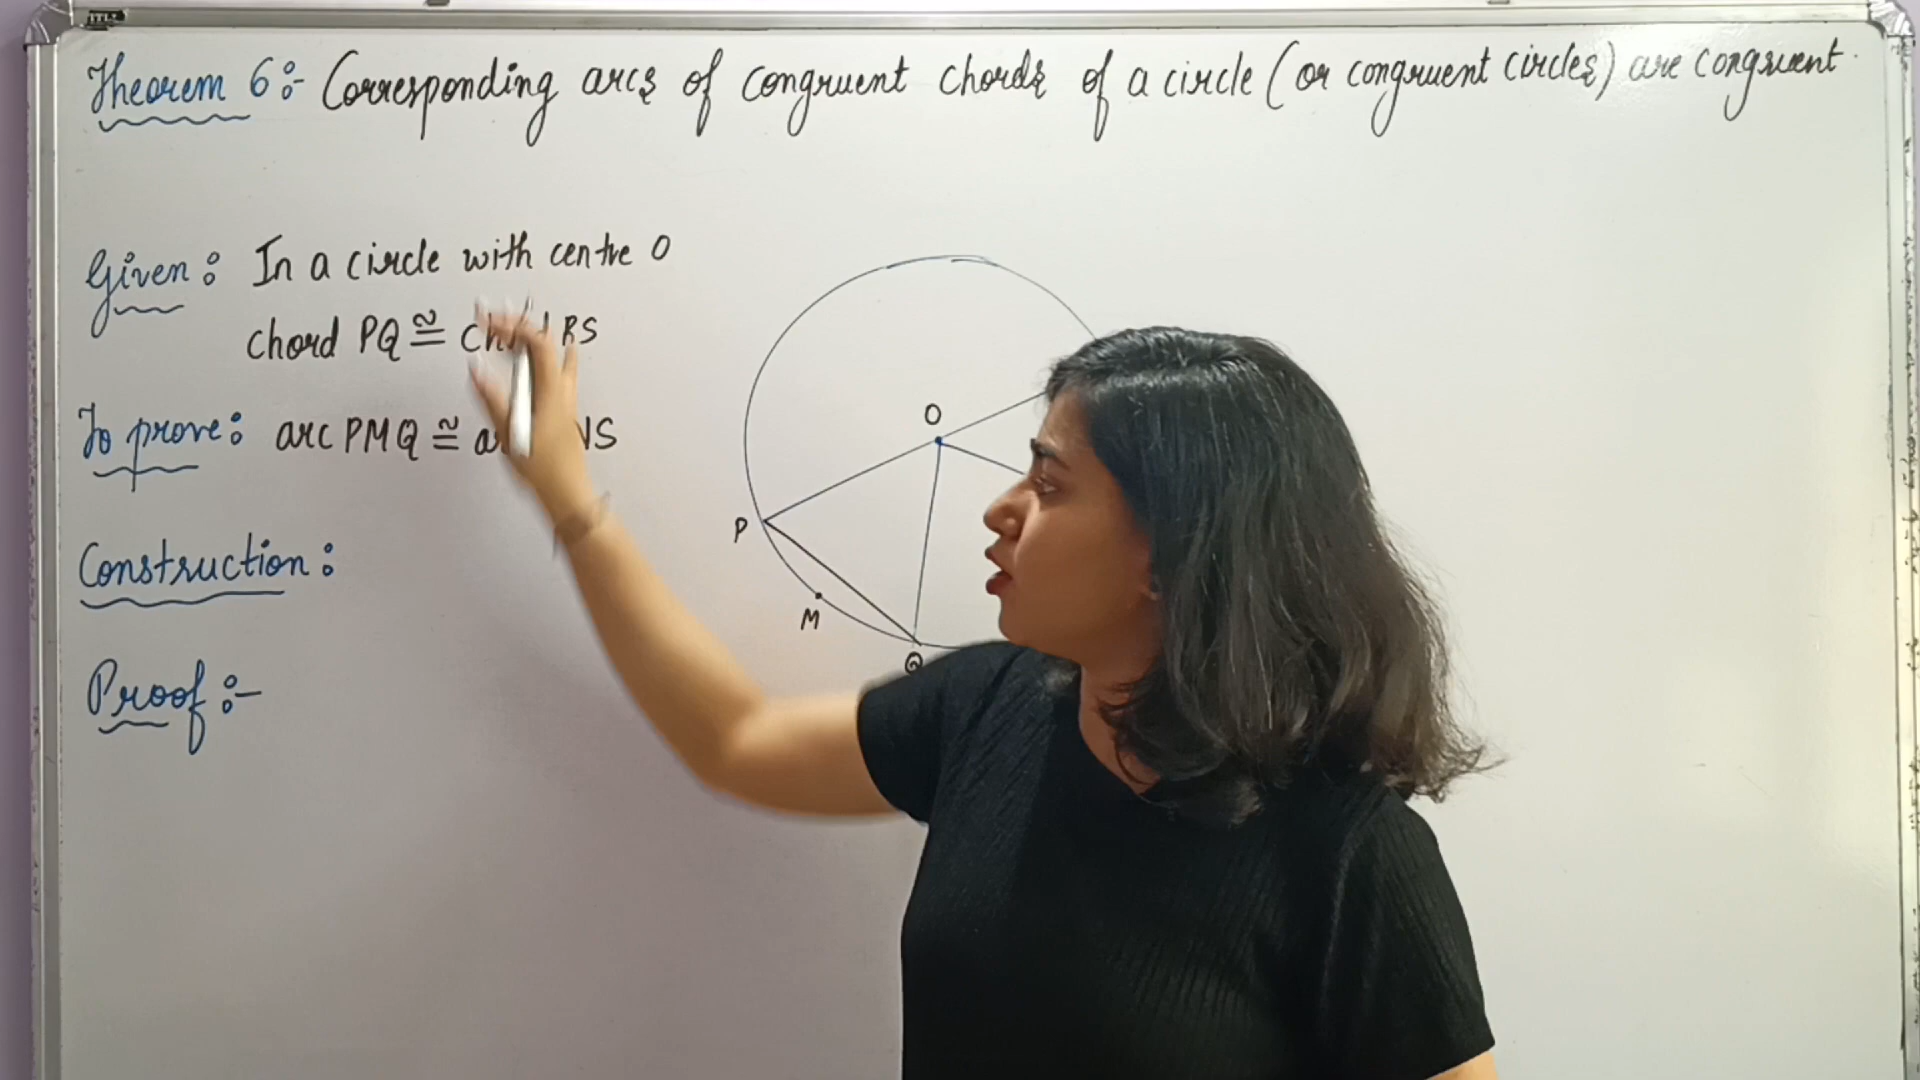 Theorem 6:- Corresponding arcs of congruent chords of a circle (or congruent circles) are congruent.
Given: In a circle with centre O
chord PQ ≅ RS
To prove: arc PMQ ≅
Construction:
Proof:-
O
P
M
Q